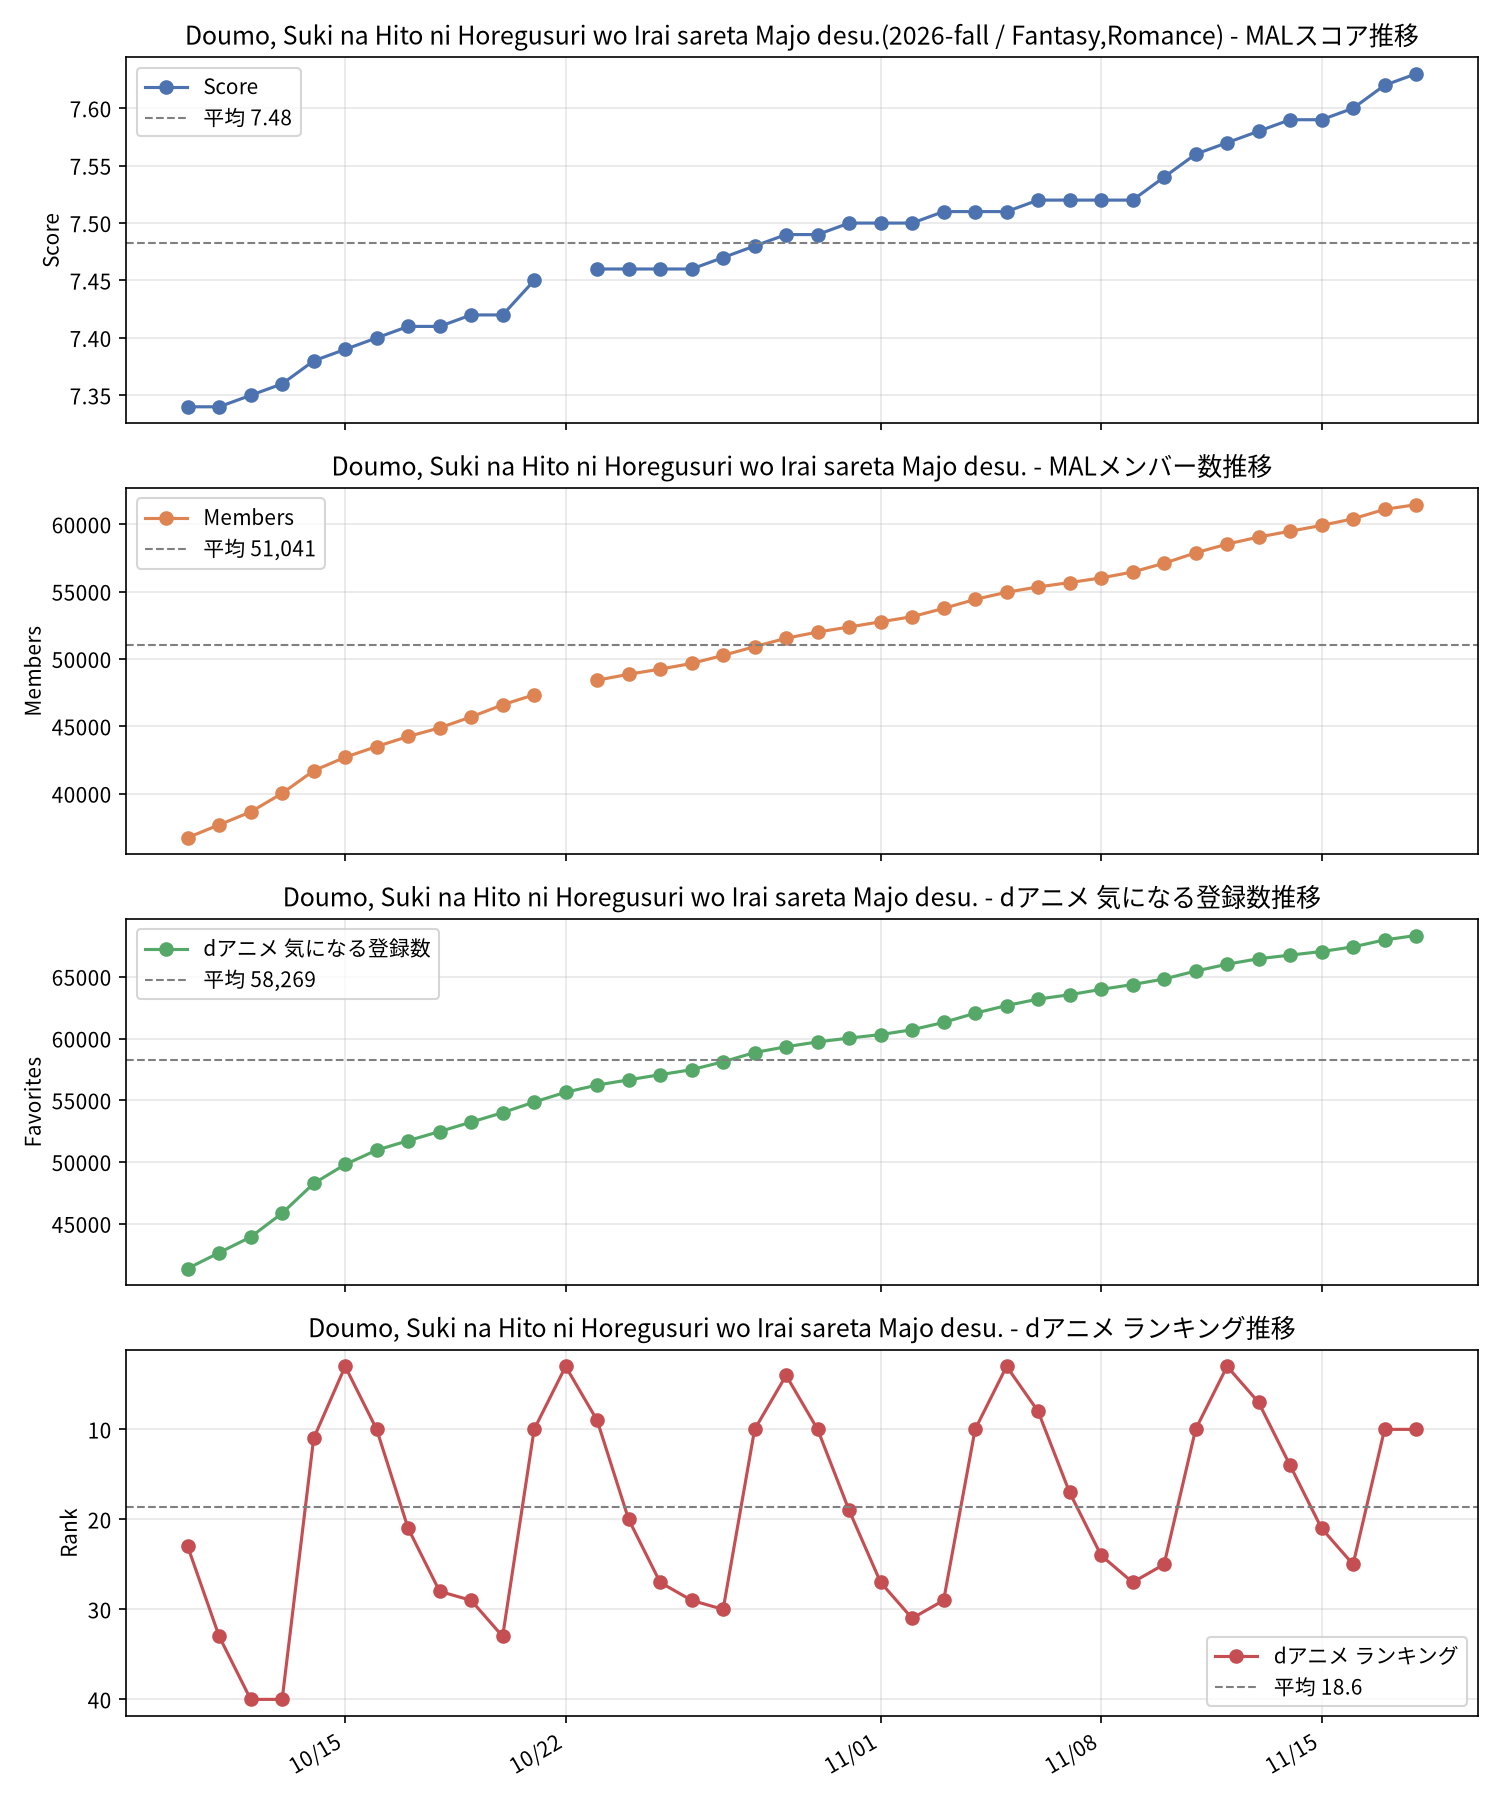 Doumo, Suki na Hito ni Horegusuri wo Irai sareta Majo desu.(2026-fall / Fantasy,Romance) - MALスコア推移
Score
平均 7.48
Score
7.60
7.55
7.50
7.45
7.40
7.35
Doumo, Suki na Hito ni Horegusuri wo Irai sareta Majo desu. - MALメンバー数推移
Members
平均 51,041
Members
60000
55000
50000
45000
40000
Doumo, Suki na Hito ni Horegusuri wo Irai sareta Majo desu. - dアニメ 気になる登録数推移
dアニメ 気になる登録数
平均 58,269
Favorites
65000
60000
55000
50000
45000
Doumo, Suki na Hito ni Horegusuri wo Irai sareta Majo desu. - dアニメ ランキング推移
Rank
10
20
30
40
dアニメ ランキング
平均 18.6
10/15
10/22
11/01
11/08
11/15